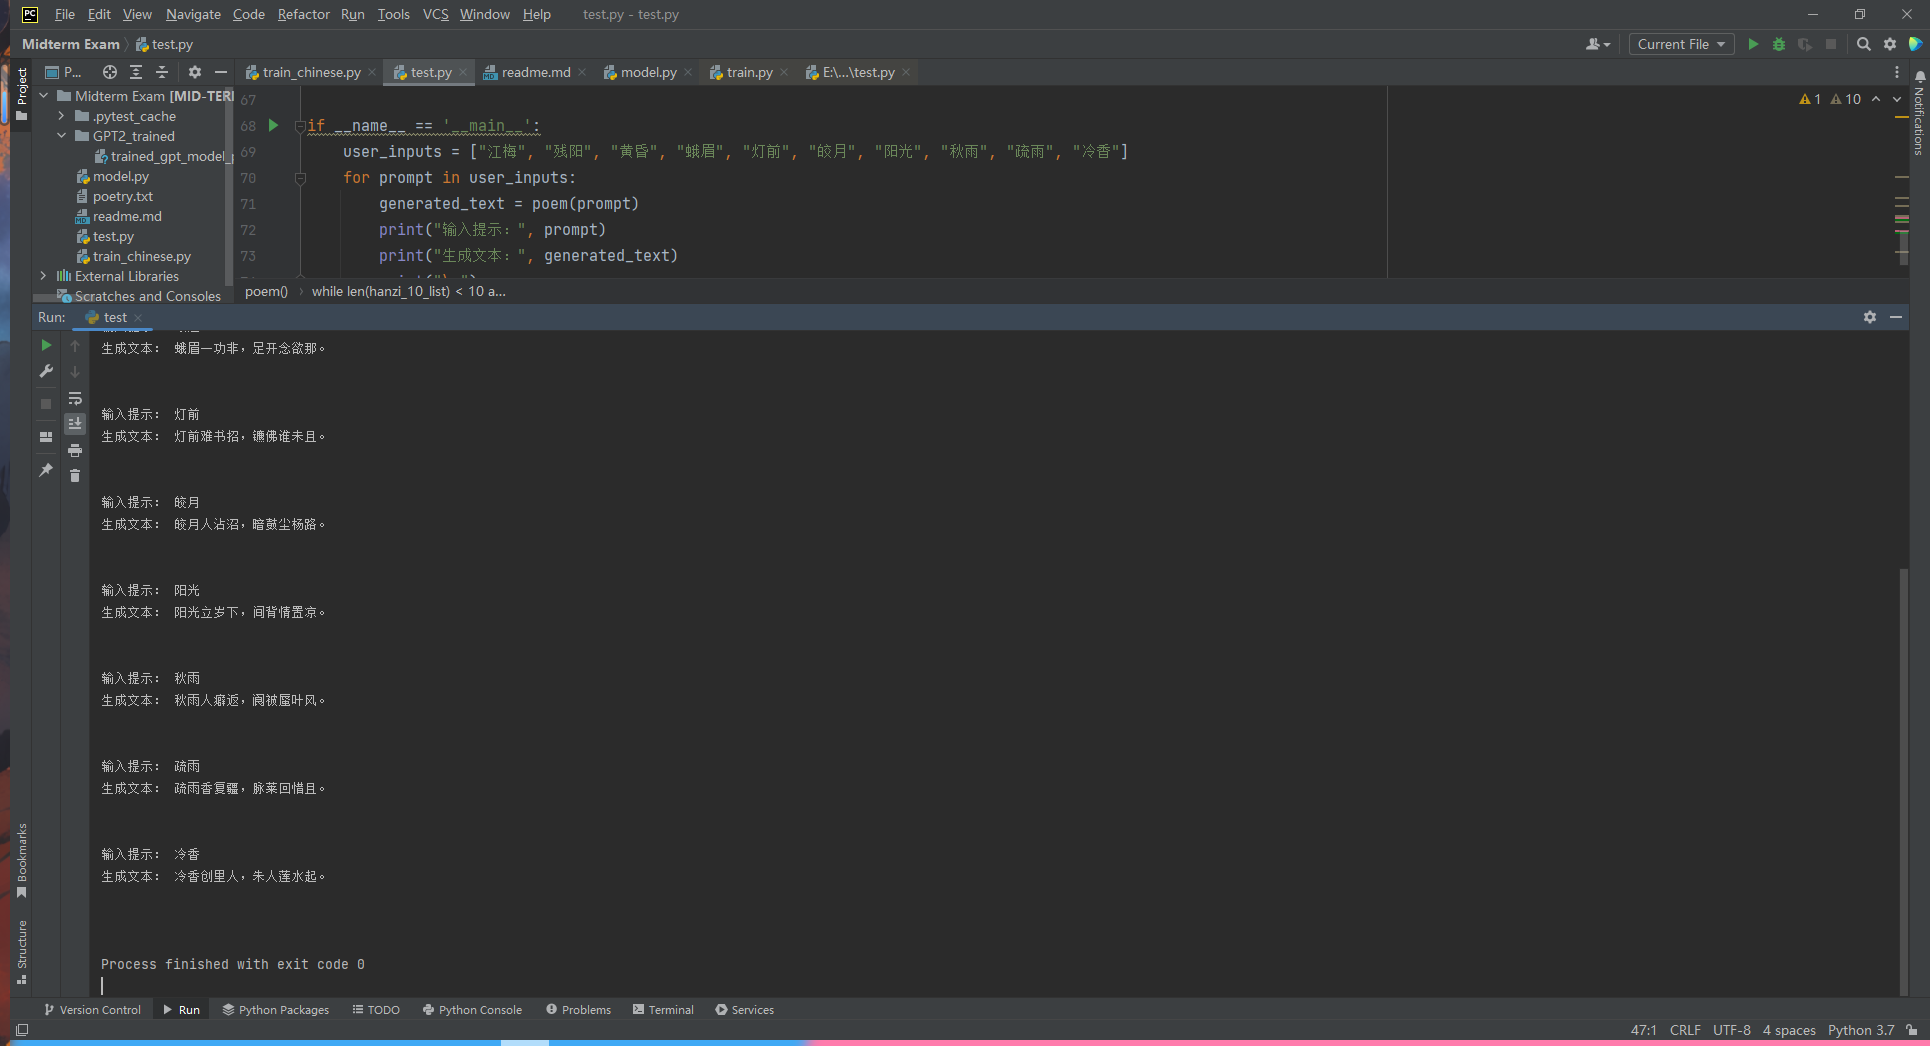 PC File Edit View Navigate Code Refactor Run Tools VCS Window Help test.py - test.py
Midterm Exam test.py Current File
Project P... train_chinese.py test.py readme.md model.py train.py E:\...\test.py
Midterm Exam [MID-TERI
.pytest_cache
GPT2_trained
trained_gpt_model_
model.py
poetry.txt
readme.md
test.py
train_chinese.py
External Libraries
Scratches and Consoles
67
68 if __name__ == '__main__':
69 user_inputs = ["江梅", "残阳", "黄昏", "蛾眉", "灯前", "皎月", "阳光", "秋雨", "疏雨", "冷香"]
70 for prompt in user_inputs:
71 generated_text = poem(prompt)
72 print("输入提示：", prompt)
73 print("生成文本：", generated_text)
1 10
Notifications
poem() while len(hanzi_10_list) < 10 a...
Run: test
生成文本： 蛾眉一功非，足开念欲那。
输入提示： 灯前
生成文本： 灯前难书招，镳佛谁未且。
输入提示： 皎月
生成文本： 皎月人沾沼，暗鼓尘杨路。
输入提示： 阳光
生成文本： 阳光立岁下，间背情置凉。
输入提示： 秋雨
生成文本： 秋雨人癖返，阁被蜃叶风。
输入提示： 疏雨
生成文本： 疏雨香复疆，脉莱回惜且。
输入提示： 冷香
生成文本： 冷香创里人，朱人莲水起。
Process finished with exit code 0
Bookmarks
Structure
Version Control Run Python Packages TODO Python Console Problems Terminal Services
47:1 CRLF UTF-8 4 spaces Python 3.7